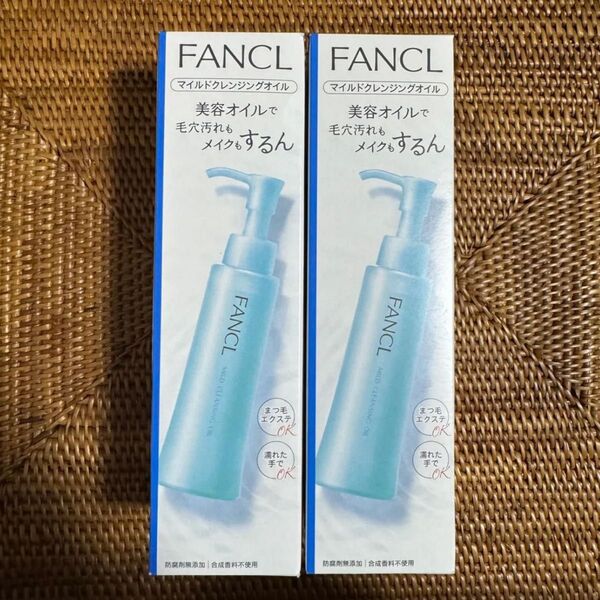 FANCL
マイルドクレンジングオイル
美容オイルで
毛穴汚れも
メイクもするん
FANCL
MILD CLEANSING OIL
まつ毛
エクステ
OK
濡れた
手で
OK
防腐剤無添加 | 合成香料不使用
FANCL
マイルドクレンジングオイル
美容オイルで
毛穴汚れも
メイクもするん
FANCL
MILD CLEANSING OIL
まつ毛
エクステ
OK
濡れた
手で
OK
防腐剤無添加 | 合成香料不使用